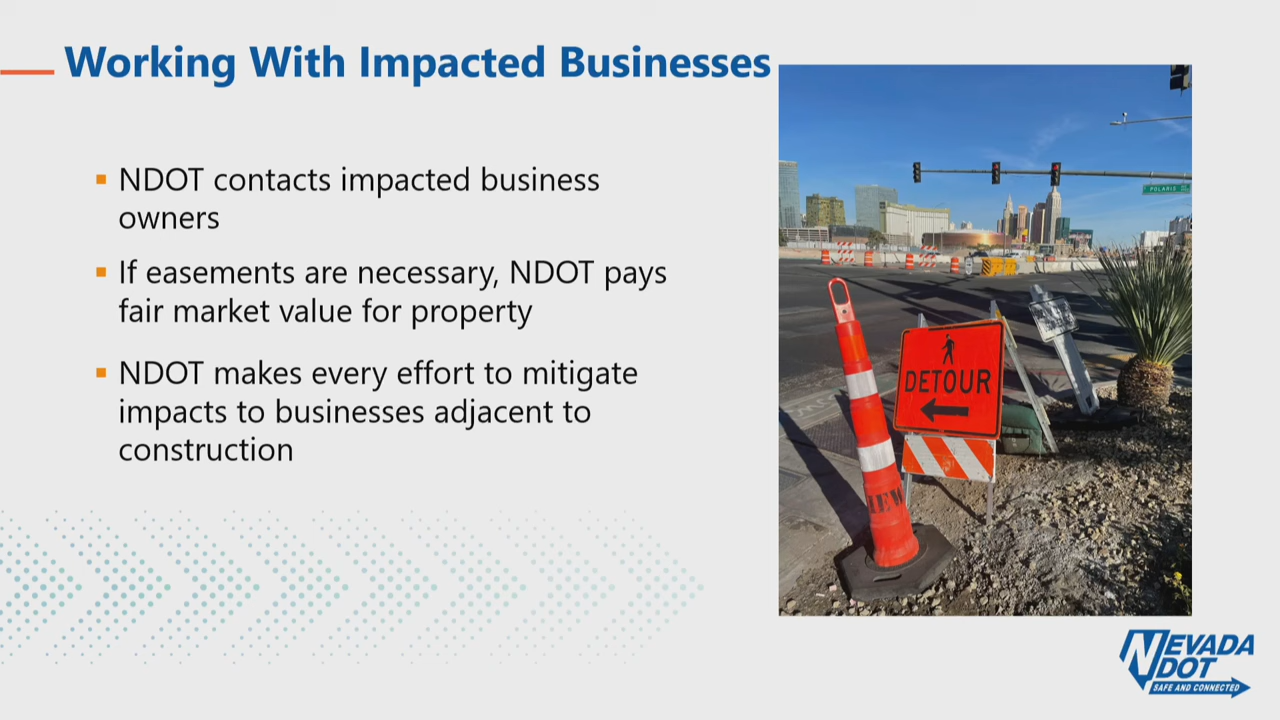 Working With Impacted Businesses
▪ NDOT contacts impacted business
owners
▪ If easements are necessary, NDOT pays
fair market value for property
▪ NDOT makes every effort to mitigate
impacts to businesses adjacent to
construction
POLARIS
DETOUR
NEVADA
DOT
SAFE AND CONNECTED